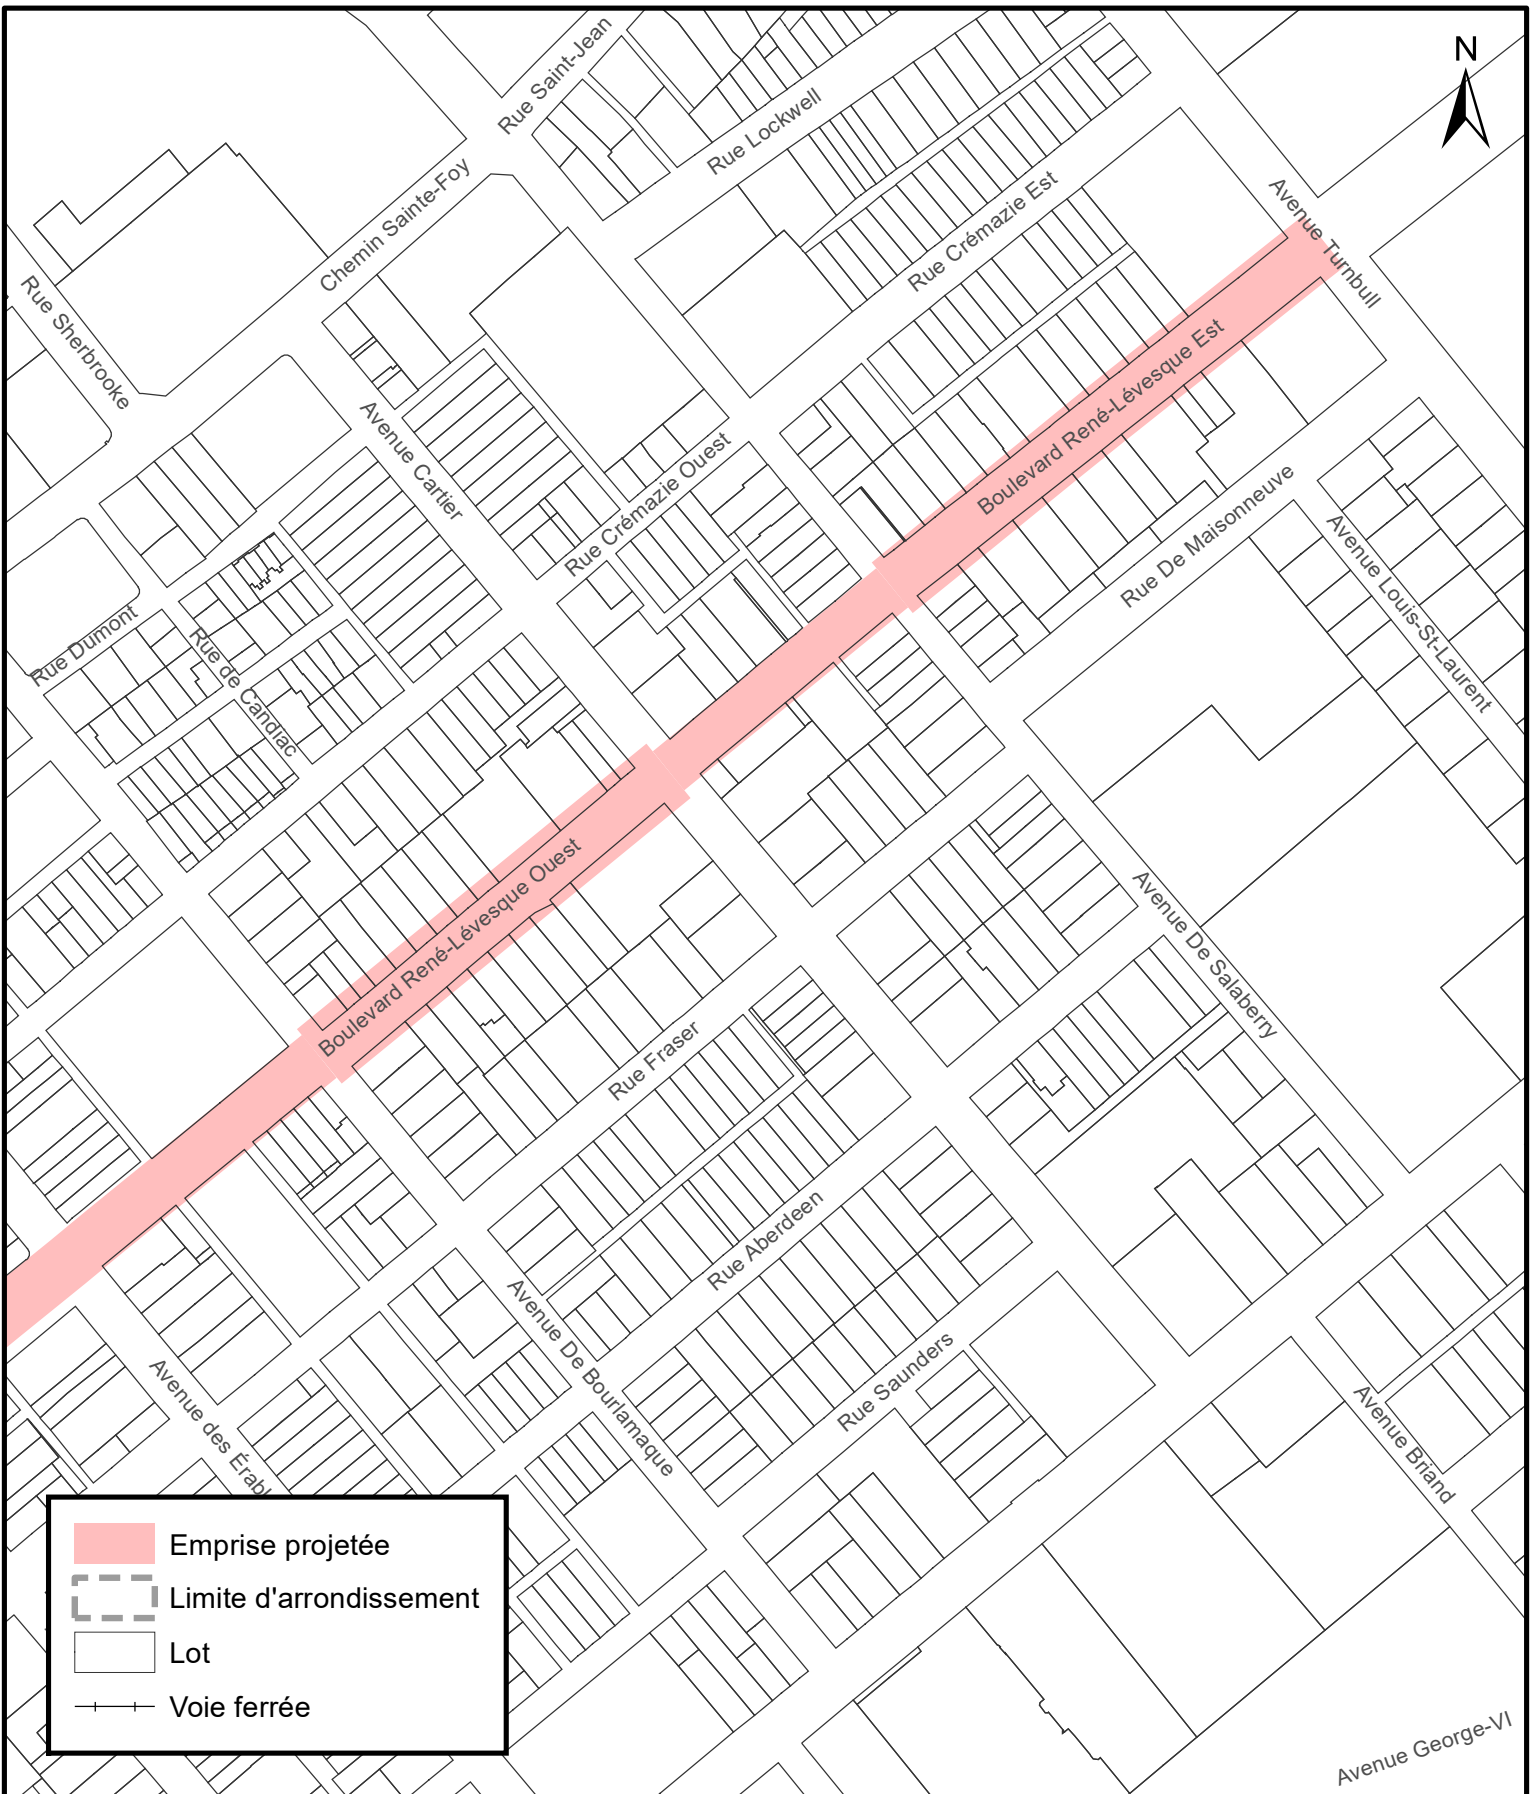 Rue Saint-Jean
N
Rue Lockwell
Chemin Sainte-Foy
Rue Crémazie Est
Avenue Turnbull
Rue Sherbrooke
Boulevard René-Lévesque Est
Avenue Cartier
Rue Crémazie Ouest
Rue De Maisonneuve
Avenue Louis-St-Laurent
Rue Dumont
Rue de Candiac
Boulevard René-Lévesque Ouest
Avenue De Salaberry
Rue Fraser
Rue Aberdeen
Avenue De Bourlamaque
Rue Saunders
Avenue des Érabl
Avenue Briand
Emprise projetée
Limite d'arrondissement
Lot
Voie ferrée
Avenue George-VI